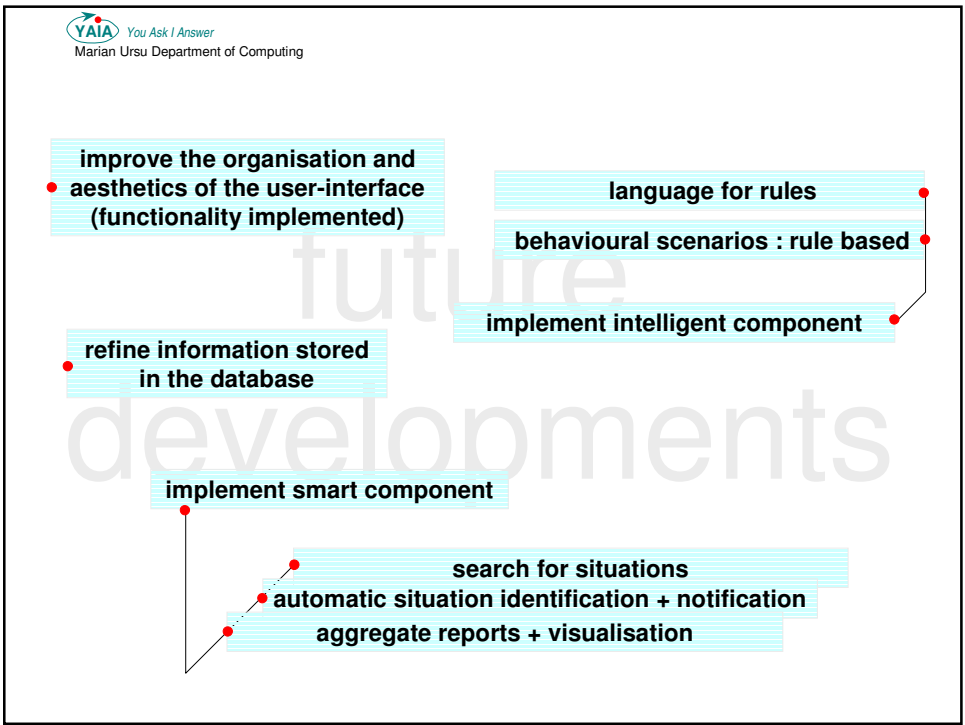 YAIA You Ask I Answer
Marian Ursu Department of Computing
future
developments
improve the organisation and
aesthetics of the user-interface
(functionality implemented)
language for rules
behavioural scenarios : rule based
implement intelligent component
refine information stored
in the database
implement smart component
search for situations
automatic situation identification + notification
aggregate reports + visualisation